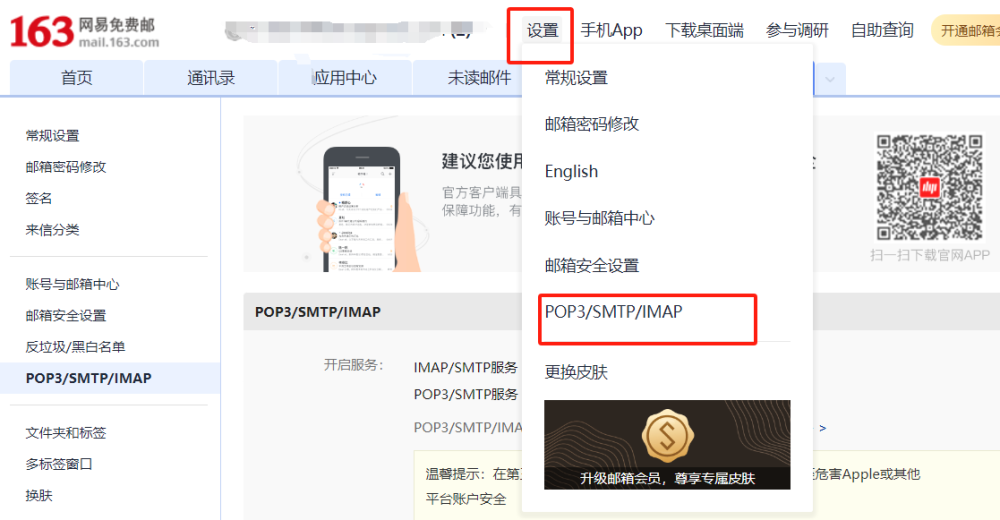 163 网易免费邮
mail.163.com
设置
手机App
下载桌面端
参与调研
自助查询
开通邮箱会
首页
通讯录
应用中心
未读邮件
常规设置
邮箱密码修改
签名
来信分类
账号与邮箱中心
邮箱安全设置
反垃圾/黑白名单
POP3/SMTP/IMAP
文件夹和标签
多标签窗口
换肤
常规设置
邮箱密码修改
English
账号与邮箱中心
邮箱安全设置
POP3/SMTP/IMAP
更换皮肤
升级邮箱会员，尊享专属皮肤
建议您使用
官方客户端具
保障功能，有
扫一扫下载官网APP
POP3/SMTP/IMAP
开启服务：
IMAP/SMTP服务
POP3/SMTP服务
POP3/SMTP/IMA
>
温馨提示：在第 危害Apple或其他
平台账户安全